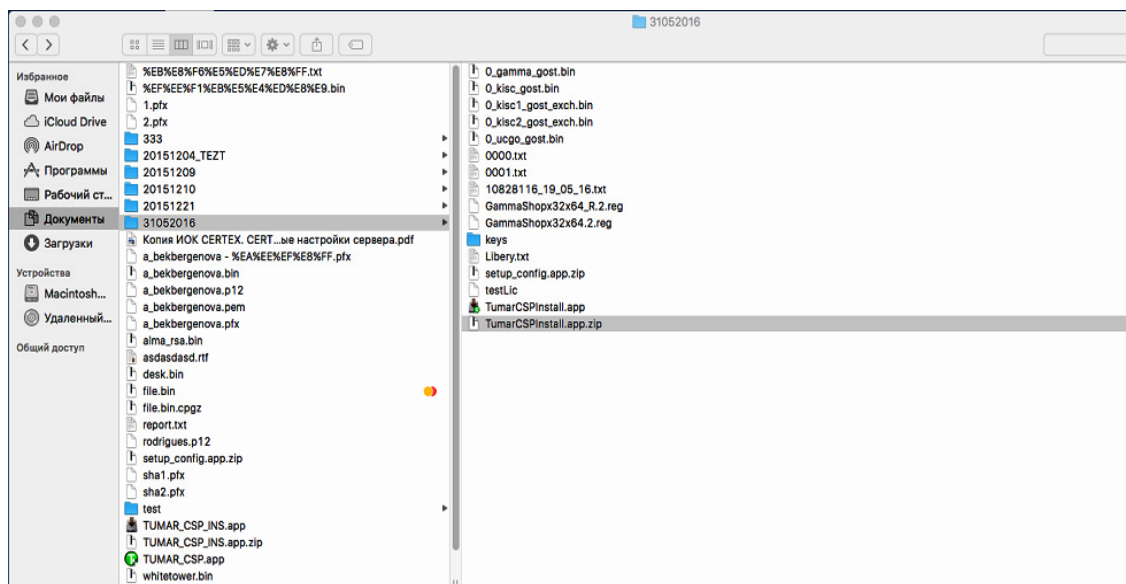 31052016
Избранное
Мои файлы
iCloud Drive
AirDrop
Программы
Рабочий ст...
Документы
Загрузки
Устройства
Macintosh...
Удаленный...
Общий доступ
%EB%E8%F6%E5%ED%E7%E8%FF.txt
%EF%EE%F1%EB%E5%E4%ED%E8%E9.bin
1.pfx
2.pfx
333
20151204_TEZT
20151209
20151210
20151221
31052016
Копия ИОК CERTEX. CERT...ые настройки сервера.pdf
a_bekbergenova - %EA%EE%EF%E8%FF.pfx
a_bekbergenova.bin
a_bekbergenova.p12
a_bekbergenova.pem
a_bekbergenova.pfx
alma_rsa.bin
asdasdasd.rtf
desk.bin
file.bin
file.bin.cpgz
report.txt
rodrigues.p12
setup_config.app.zip
sha1.pfx
sha2.pfx
test
TUMAR_CSP_INS.app
TUMAR_CSP_INS.app.zip
TUMAR_CSP.app
whitetower.bin
0_gamma_gost.bin
0_kisc_gost.bin
0_kisc1_gost_exch.bin
0_kisc2_gost_exch.bin
0_ucgo_gost.bin
0000.txt
0001.txt
10828116_19_05_16.txt
GammaShopx32x64_R.2.reg
GammaShopx32x64.2.reg
keys
Libery.txt
setup_config.app.zip
testLic
TumarCSPInstall.app
TumarCSPInstall.app.zip